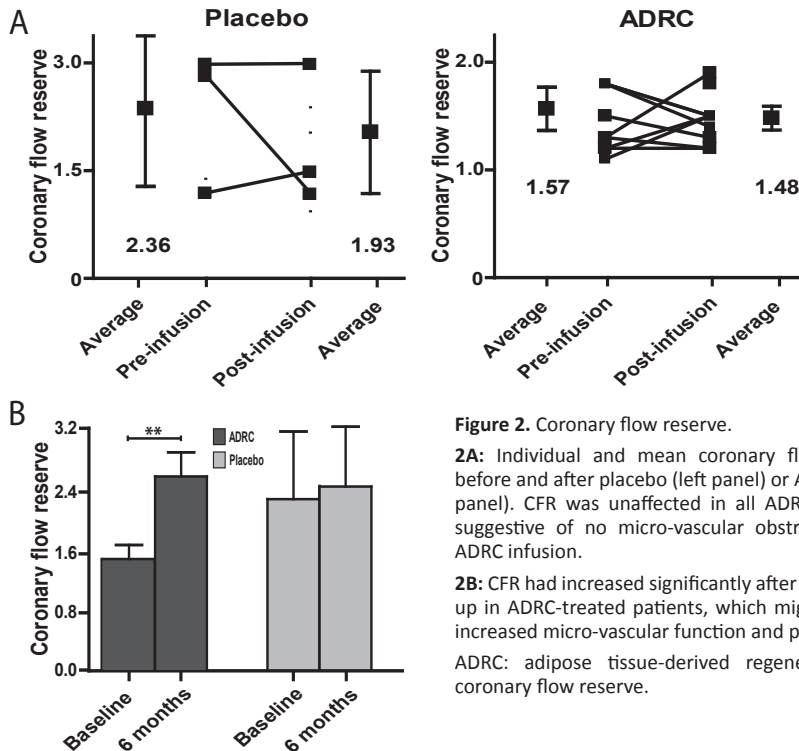 A
Placebo
ADRC
Coronary flow reserve
3.0
1.5
0
2.36
1.93
Average
Pre-infusion
Post-infusion
Average
Coronary flow reserve
2.0
1.0
0
1.57
1.48
Average
Pre-infusion
Post-infusion
Average
B
Coronary flow reserve
3.2
2.4
1.6
0.8
0.0
**
ADRC
Placebo
Baseline
6 months
Baseline
6 months
Figure 2. Coronary flow reserve.
2A: Individual and mean coronary fl
before and after placebo (left panel) or A
panel). CFR was unaffected in all ADR
suggestive of no micro-vascular obstr
ADRC infusion.
2B: CFR had increased significantly after
up in ADRC-treated patients, which mig
increased micro-vascular function and p
ADRC: adipose tissue-derived regene
coronary flow reserve.